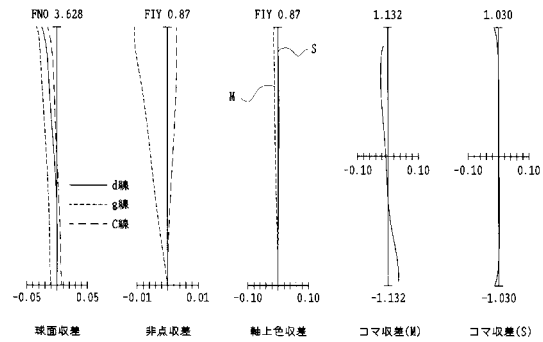 FNO 3.628
FIY 0.87
FIY 0.87
1.132
1.030
S
M
d線
g線
C線
-0.10 0.10
-0.10 0.10
-0.05 0.05
-0.01 0.01
-0.10 0.10
-1.132
-1.030
球面収差
非点収差
軸上色収差
コマ収差(M)
コマ収差(S)